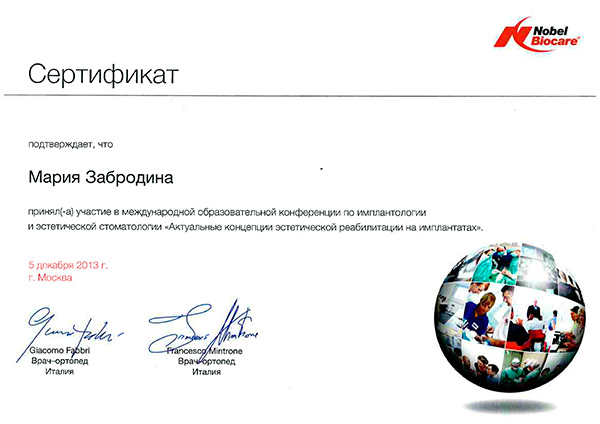 Nobel
Biocare®
Сертификат
подтверждает, что
Мария Забродина
принял(-а) участие в международной образовательной конференции по имплантологии
и эстетической стоматологии «Актуальные концепции эстетической реабилитации на имплантатах».
5 декабря 2013 г.
г. Москва
Giacomo Fabbri Francesco Mintrone
Врач-ортопед Врач-ортопед
Италия Италия